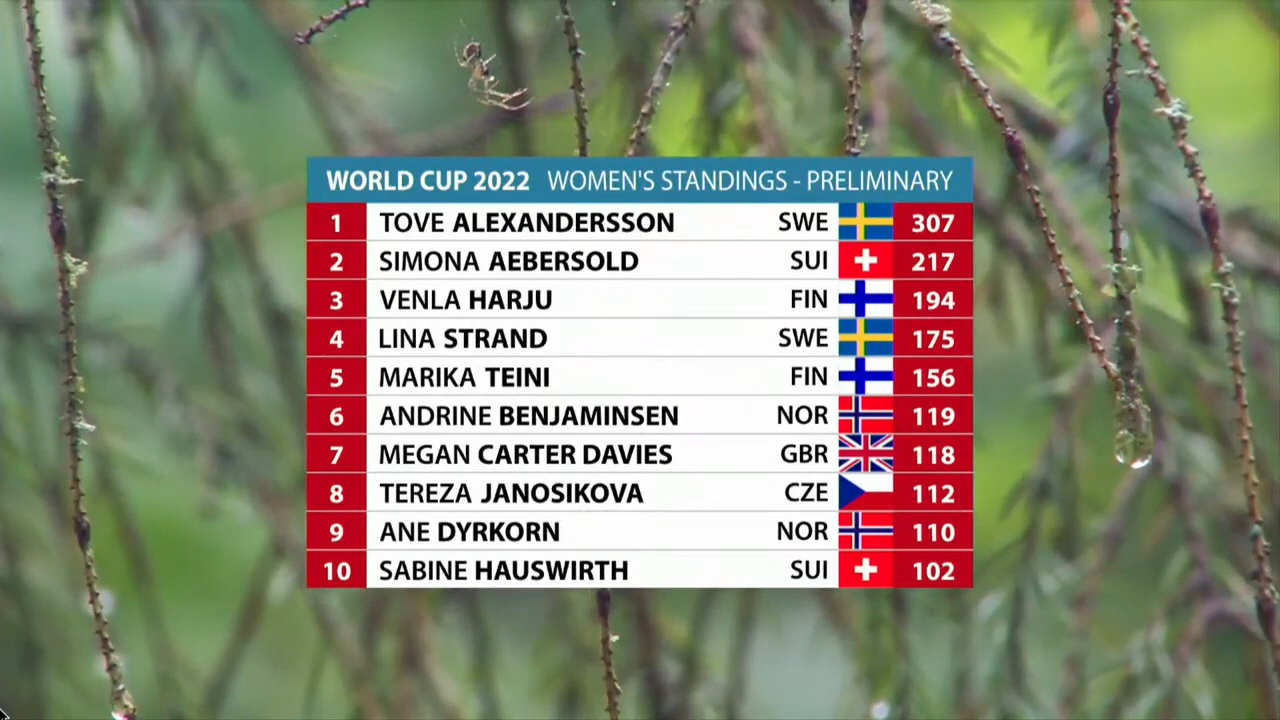 WORLD CUP 2022 WOMEN'S STANDINGS - PRELIMINARY
1 TOVE ALEXANDERSSON SWE 307
2 SIMONA AEBERSOLD SUI 217
3 VENLA HARJU FIN 194
4 LINA STRAND SWE 175
5 MARIKA TEINI FIN 156
6 ANDRINE BENJAMINSEN NOR 119
7 MEGAN CARTER DAVIES GBR 118
8 TEREZA JANOSIKOVA CZE 112
9 ANE DYRKORN NOR 110
10 SABINE HAUSWIRTH SUI 102